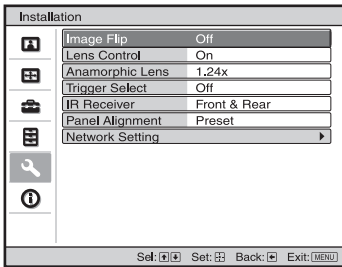 Installation
Image Flip Off
Lens Control On
Anamorphic Lens 1.24x
Trigger Select Off
IR Receiver Front & Rear
Panel Alignment Preset
Network Setting
Sel: Set: Back: Exit: MENU